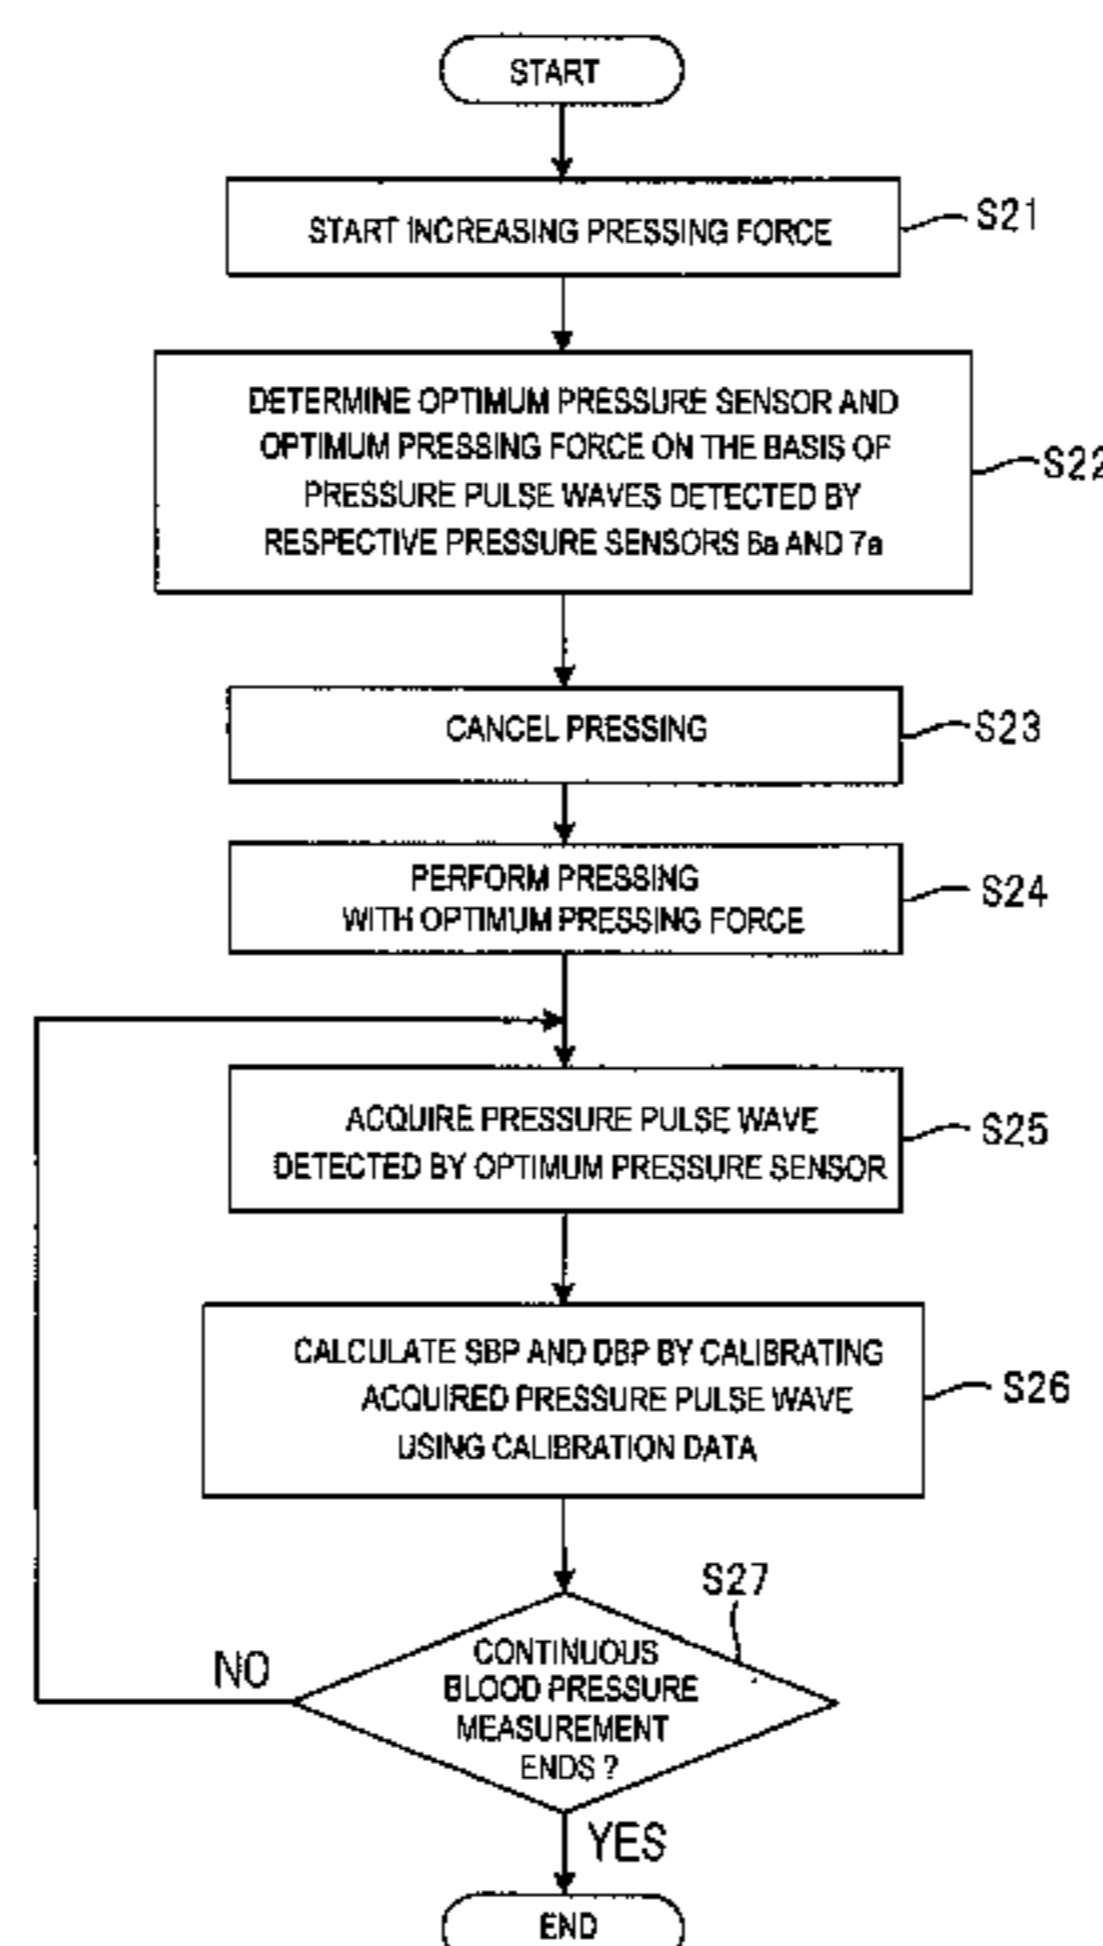 START
START INCREASING PRESSING FORCE
S21
DETERMINE OPTIMUM PRESSURE SENSOR AND
OPTIMUM PRESSING FORCE ON THE BASIS OF
PRESSURE PULSE WAVES DETECTED BY
RESPECTIVE PRESSURE SENSORS 6a AND 7a
S22
CANCEL PRESSING
S23
PERFORM PRESSING
WITH OPTIMUM PRESSING FORCE
S24
ACQUIRE PRESSURE PULSE WAVE
DETECTED BY OPTIMUM PRESSURE SENSOR
S25
CALCULATE SBP AND DBP BY CALIBRATING
ACQUIRED PRESSURE PULSE WAVE
USING CALIBRATION DATA
S26
S27
CONTINUOUS
BLOOD PRESSURE
MEASUREMENT
ENDS ?
NO
YES
END